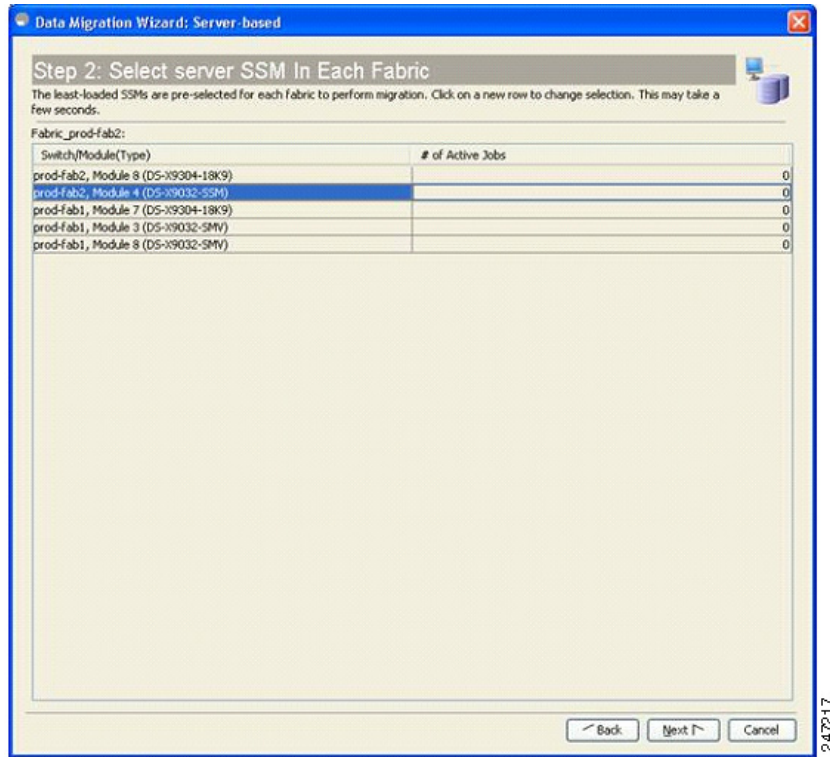 Data Migration Wizard: Server-based
Step 2: Select server SSM In Each Fabric
The least-loaded SSMs are pre-selected for each fabric to perform migration. Click on a new row to change selection. This may take a
few seconds.
Fabric_prod-fab2:
Switch/Module(Type) # of Active Jobs
prod-fab2, Module 8 (DS-X9304-18K9) 0
prod-fab2, Module 4 (DS-X9032-SSM) 0
prod-fab1, Module 7 (DS-X9304-18K9) 0
prod-fab1, Module 3 (DS-X9032-SMV) 0
prod-fab1, Module 8 (DS-X9032-SMV) 0
Back Next Cancel
247217